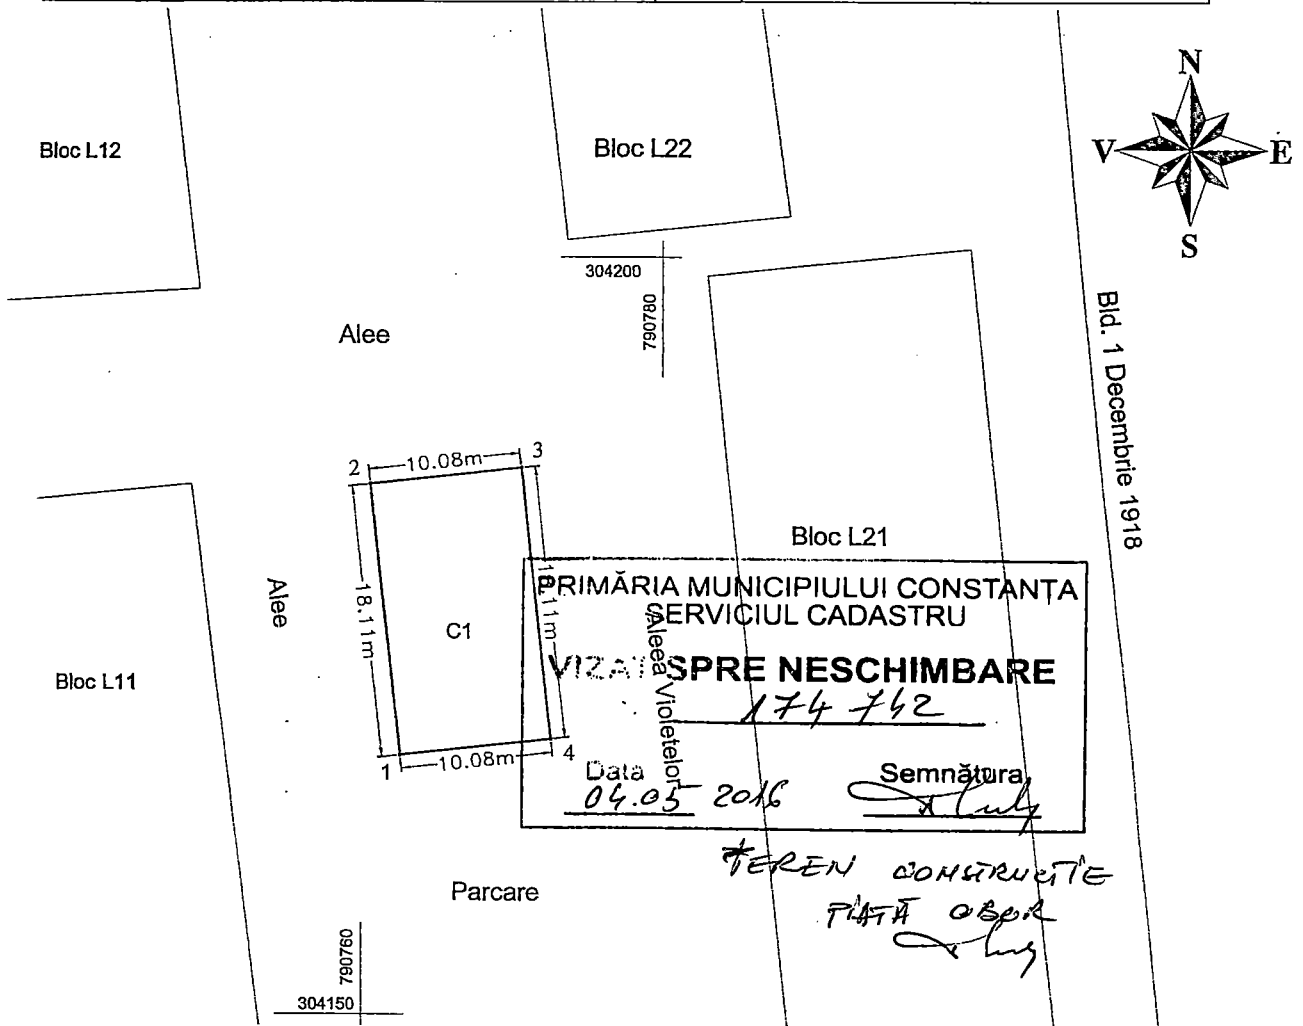 N
V
E
S
Bloc L12
Bloc L22
304200
790780
Alee
Bld. 1 Decembrie 1918
2
10.08m
3
18.11m
18.11m
C1
1
10.08m
4
Alee
Bloc L11
Bloc L21
Aleea Violetelor
PRIMĂRIA MUNICIPIULUI CONSTANȚA
SERVICIUL CADASTRU
VIZAT SPRE NESCHIMBARE
174 742
Data
Semnătura
04.05 2016
*TEREN CONSTRUCȚIE
PIAȚĂ OBOR
Parcare
790760
304150